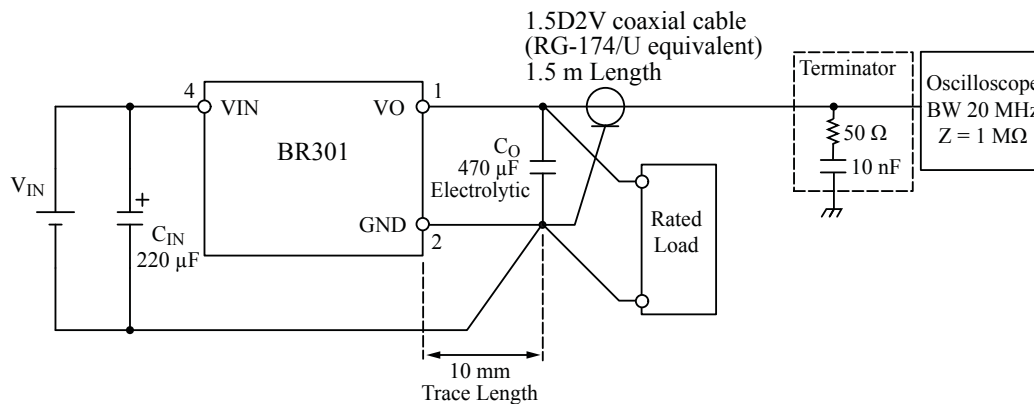 1.5D2V coaxial cable
(RG-174/U equivalent)
1.5 m Length
Terminator
Oscilloscope
BW 20 MHz
Z = 1 MΩ
50 Ω
10 nF
4
VIN
VO
1
BR301
CO
470 µF
Electrolytic
VIN
CIN
220 µF
+
GND
2
Rated
Load
10 mm
Trace Length